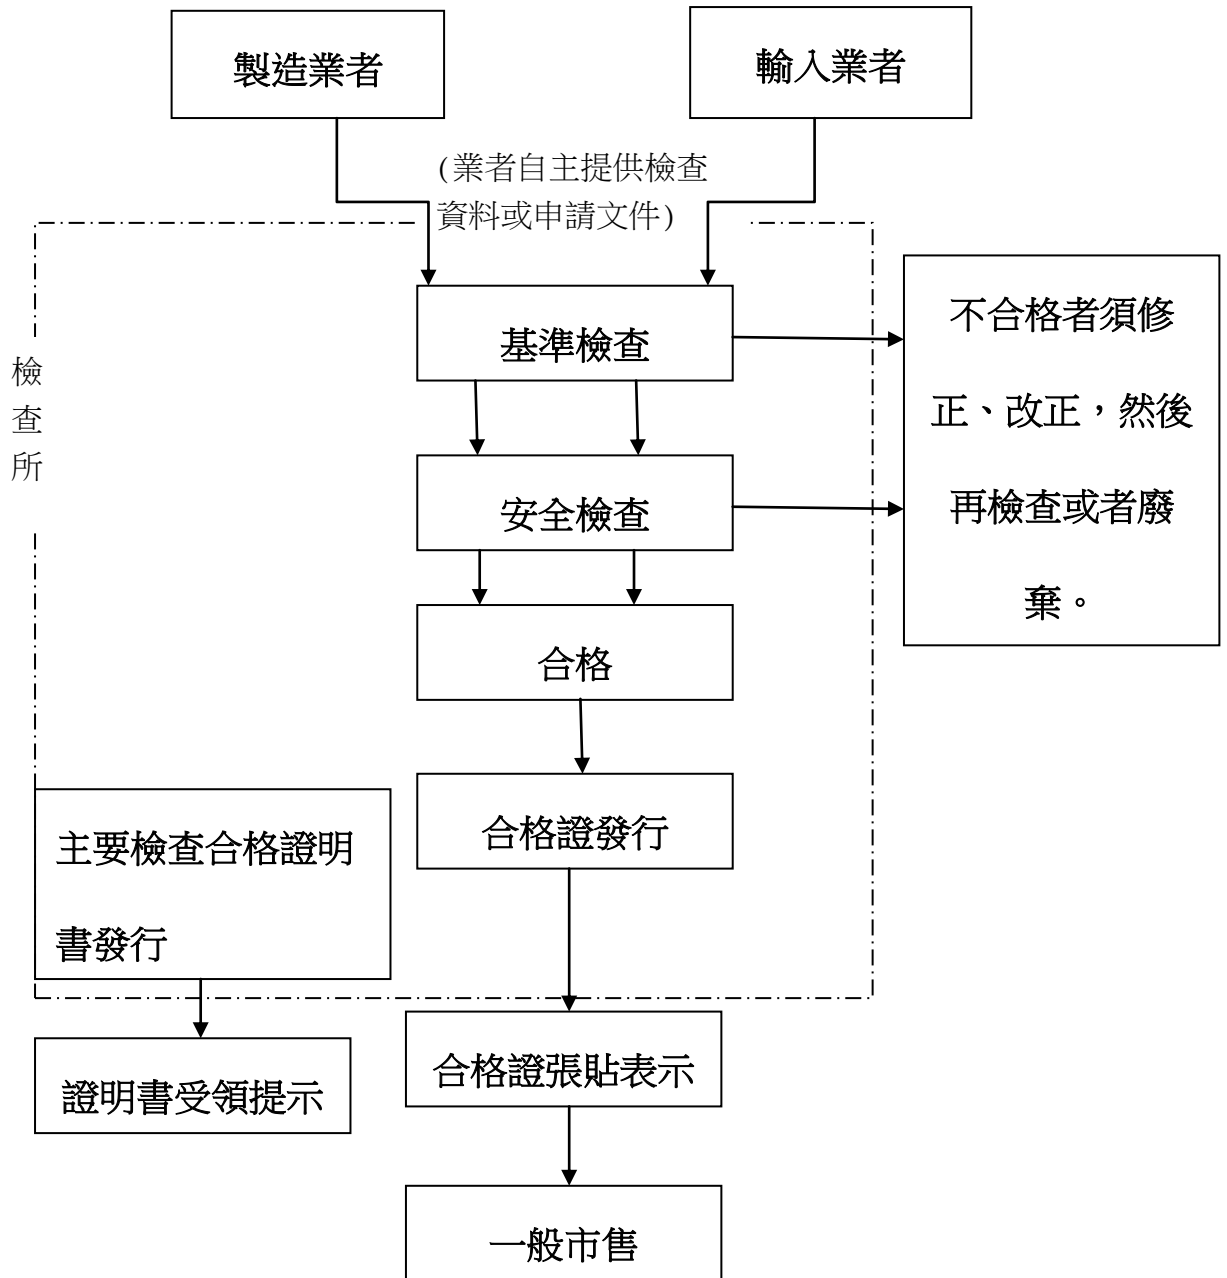 製造業者
輸入業者
(業者自主提供檢查
資料或申請文件)
檢
查
所
基準檢查
不合格者須修
正、改正，然後
再檢查或者廢
棄。
安全檢查
合格
合格證發行
主要檢查合格證明
書發行
合格證張貼表示
證明書受領提示
一般市售